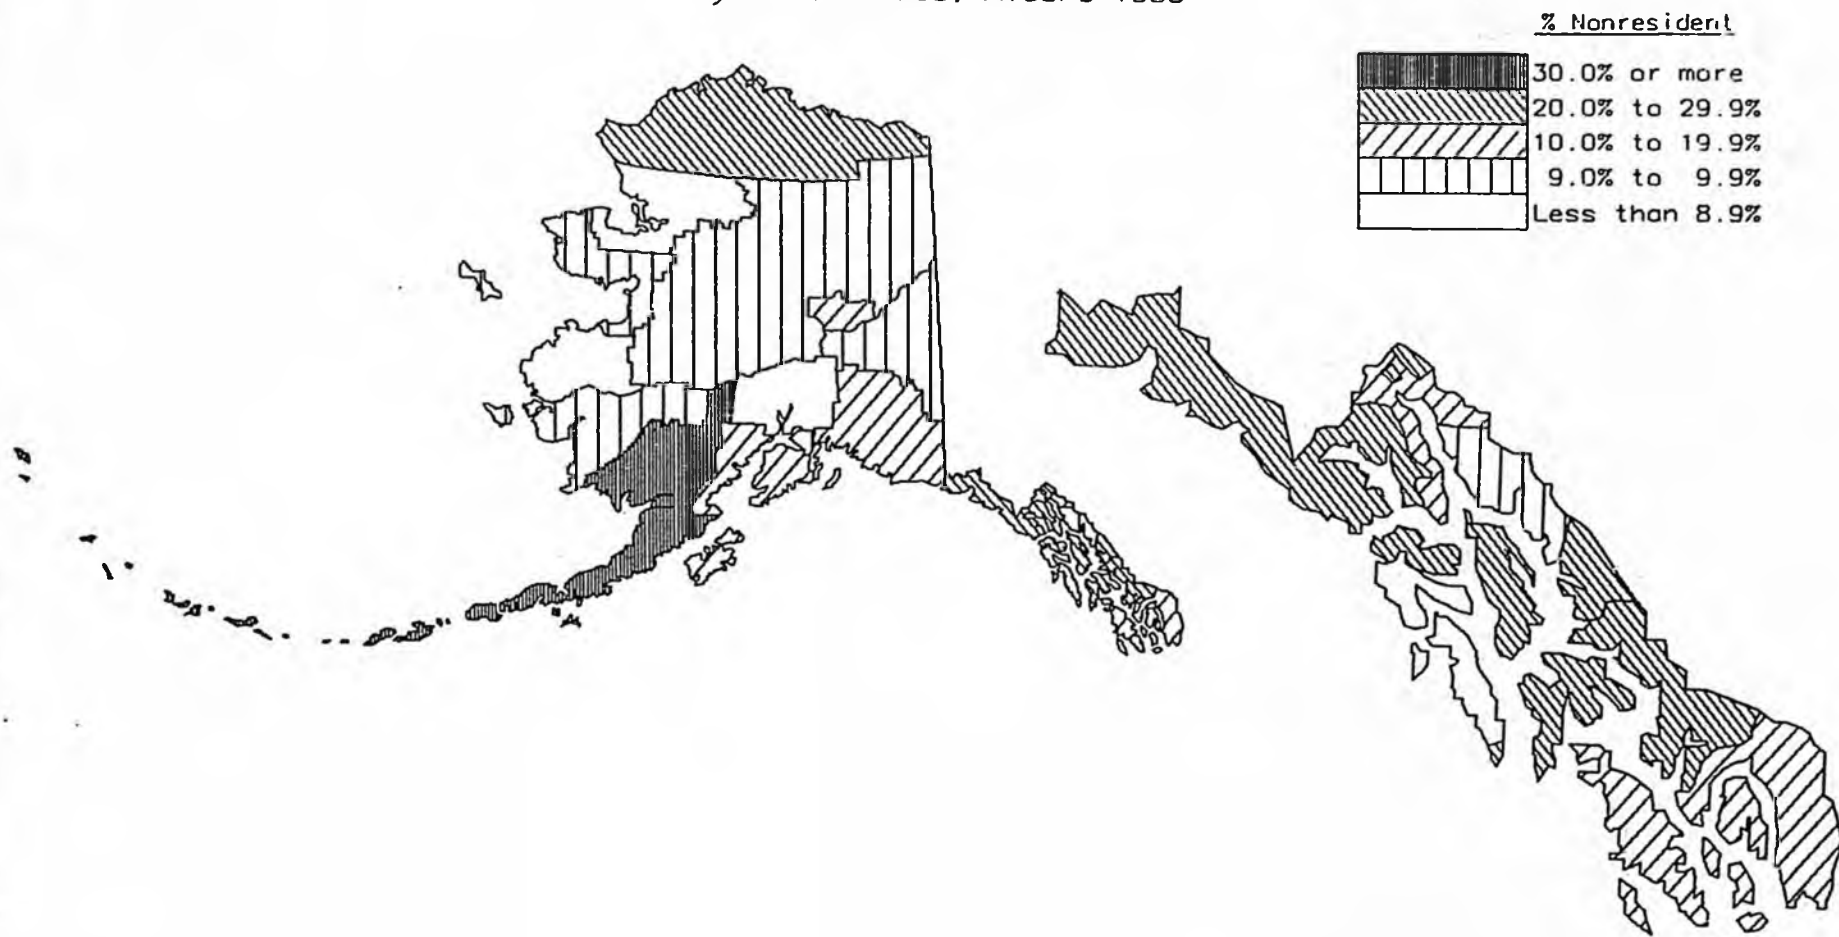 % Nonresident
30.0% or more
20.0% to 29.9%
10.0% to 19.9%
9.0% to 9.9%
Less than 8.9%